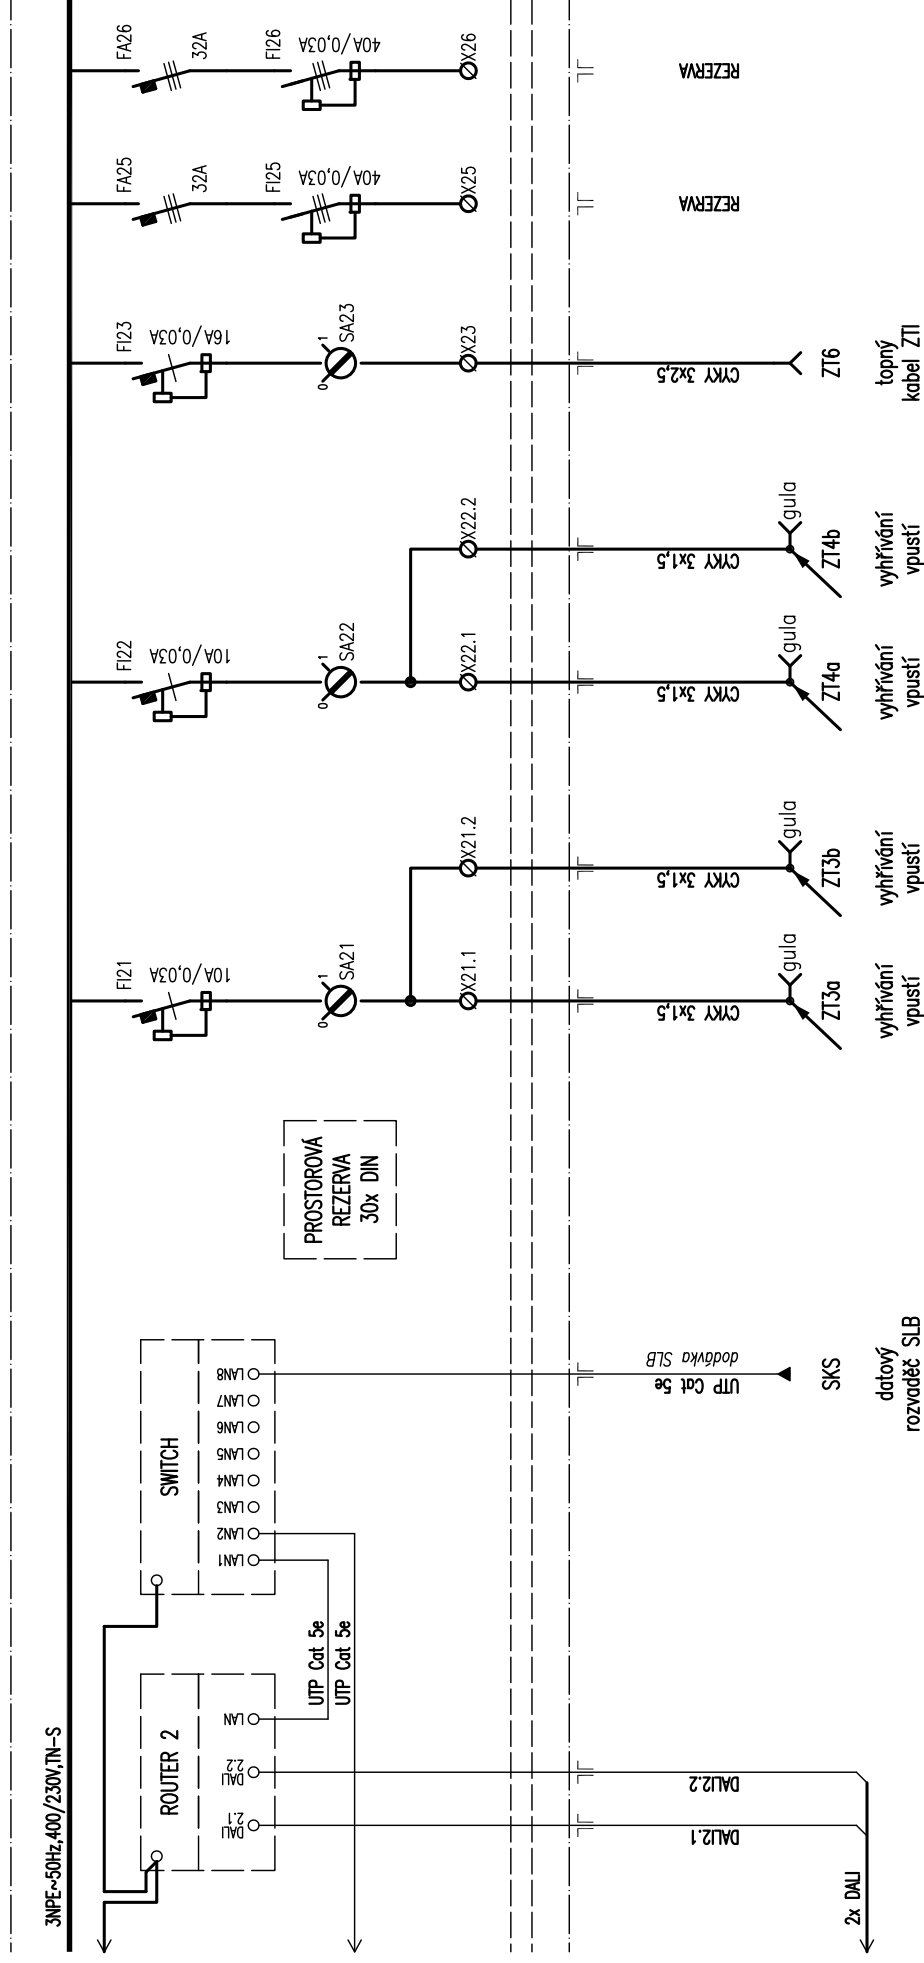 3NPE~50Hz,400/230V,TN-S
ROUTER 2
DALI
2.1
DALI
2.2
LAN
SWITCH
LAN1
LAN2
LAN3
LAN4
LAN5
LAN6
LAN7
LAN8
UTP Cat 5e
UTP Cat 5e
2x DALI
DALI2.1
DALI2.2
UTP Cat 5e
dodávka SLB
SKS
datový
rozvaděč SLB
PROSTOROVÁ
REZERVA
30x DIN
FI21
10A/0,03A
0
1
SA21
X21.1
CYKY 3x1,5
gula
ZT3a
vyhřívání
vpustí
X21.2
CYKY 3x1,5
gula
ZT3b
vyhřívání
vpustí
FI22
10A/0,03A
0
1
SA22
X22.1
CYKY 3x1,5
gula
ZT4a
vyhřívání
vpustí
X22.2
CYKY 3x1,5
gula
ZT4b
vyhřívání
vpustí
FI23
16A/0,03A
0
1
SA23
X23
CYKY 3x2,5
ZT6
topný
kabel ZTI
FA25
32A
FI25
40A/0,03A
X25
REZERVA
FA26
32A
FI26
40A/0,03A
X26
REZERVA